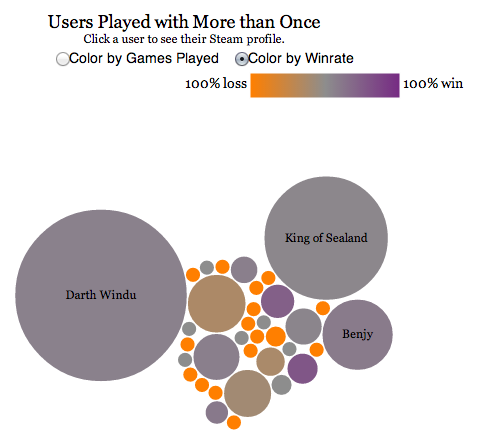 Users Played with More than Once
Click a user to see their Steam profile.
Color by Games Played Color by Winrate
100% loss 100% win
King of Sealand
Darth Windu
Benjy